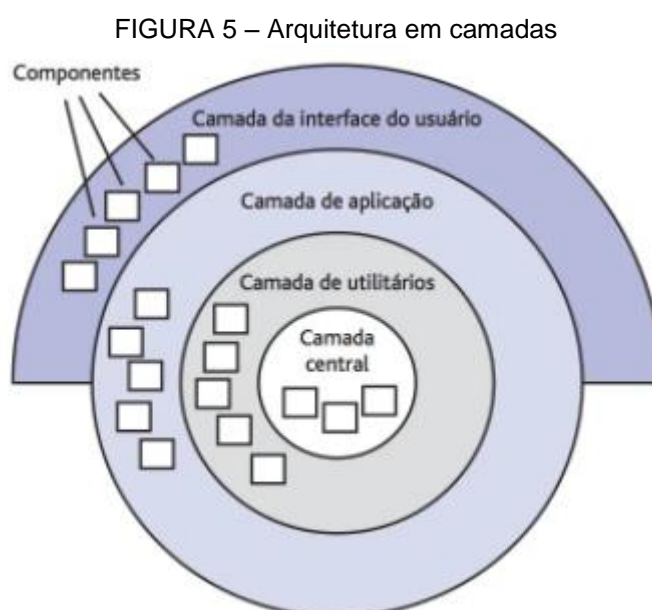 FIGURA 5 – Arquitetura em camadas
Componentes
Camada da interface do usuário
Camada de aplicação
Camada de utilitários
Camada
central